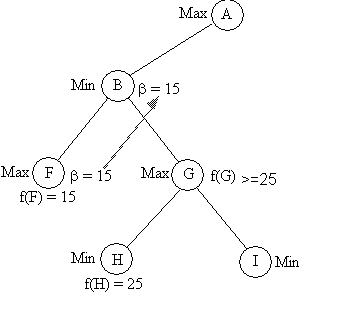 Max A
Min B β = 15
Max F β = 15 Max G f(G) >=25
f(F) = 15
Min H I Min
f(H) = 25